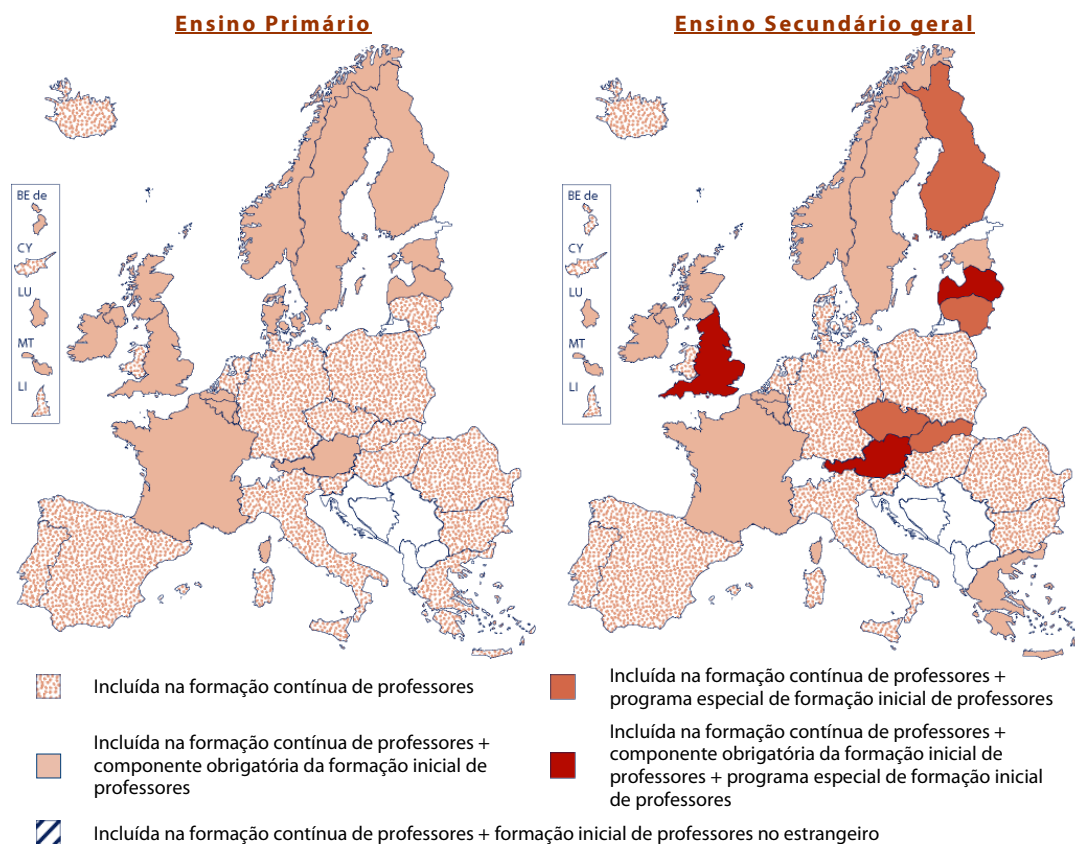 Ensino Primário
Ensino Secundário geral
BE de
CY
LU
MT
LI
BE de
CY
LU
MT
LI
Incluída na formação contínua de professores
Incluída na formação contínua de professores +
programa especial de formação inicial de professores
Incluída na formação contínua de professores +
componente obrigatória da formação inicial de
professores
Incluída na formação contínua de professores +
componente obrigatória da formação inicial de
professores + programa especial de formação inicial
de professores
Incluída na formação contínua de professores + formação inicial de professores no estrangeiro